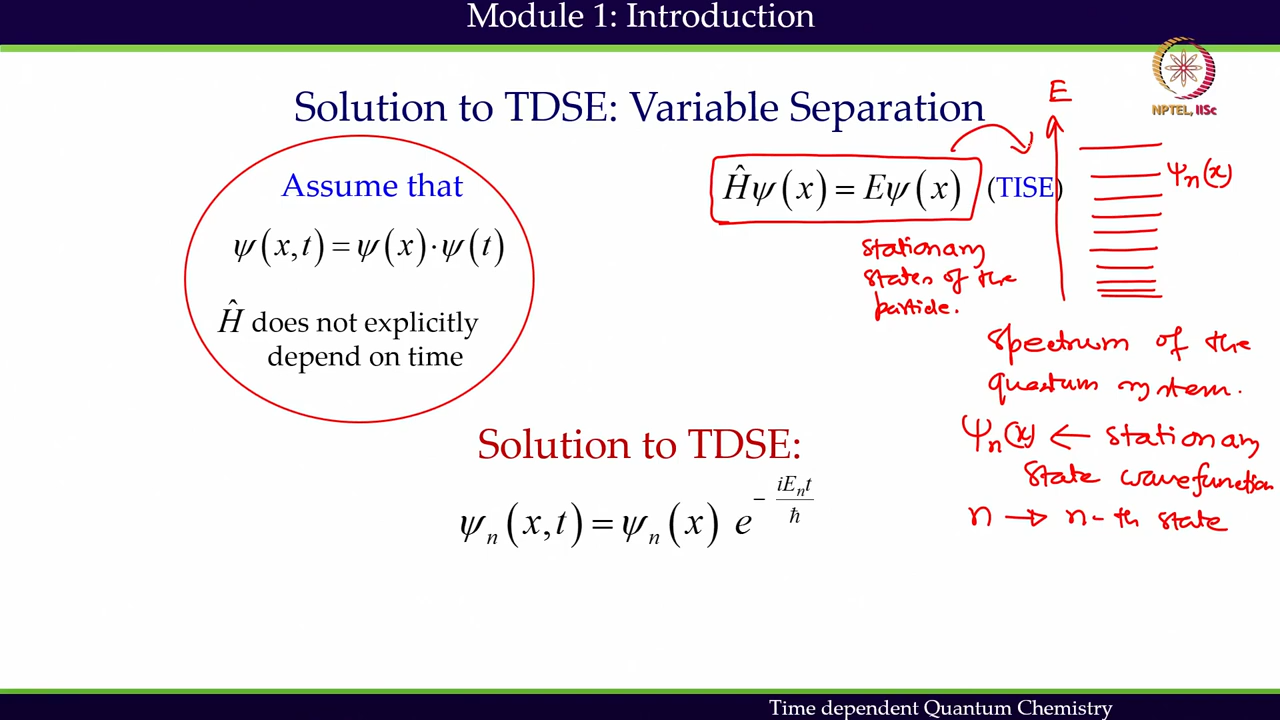 Module 1: Introduction
NPTEL, IISc
Solution to TDSE: Variable Separation
E
Assume that
ψ(x,t) = ψ(x)·ψ(t)
Ĥ does not explicitly
depend on time
Ĥψ(x) = Eψ(x) (TISE)
ψn(x)
stationary
states of the
particle.
spectrum of the
quantum system.
ψn(x) ← stationary
state wavefunction
n → n-th state
Solution to TDSE:
ψₙ(x,t) = ψₙ(x) e^(-iEₙt/ħ)
Time dependent Quantum Chemistry